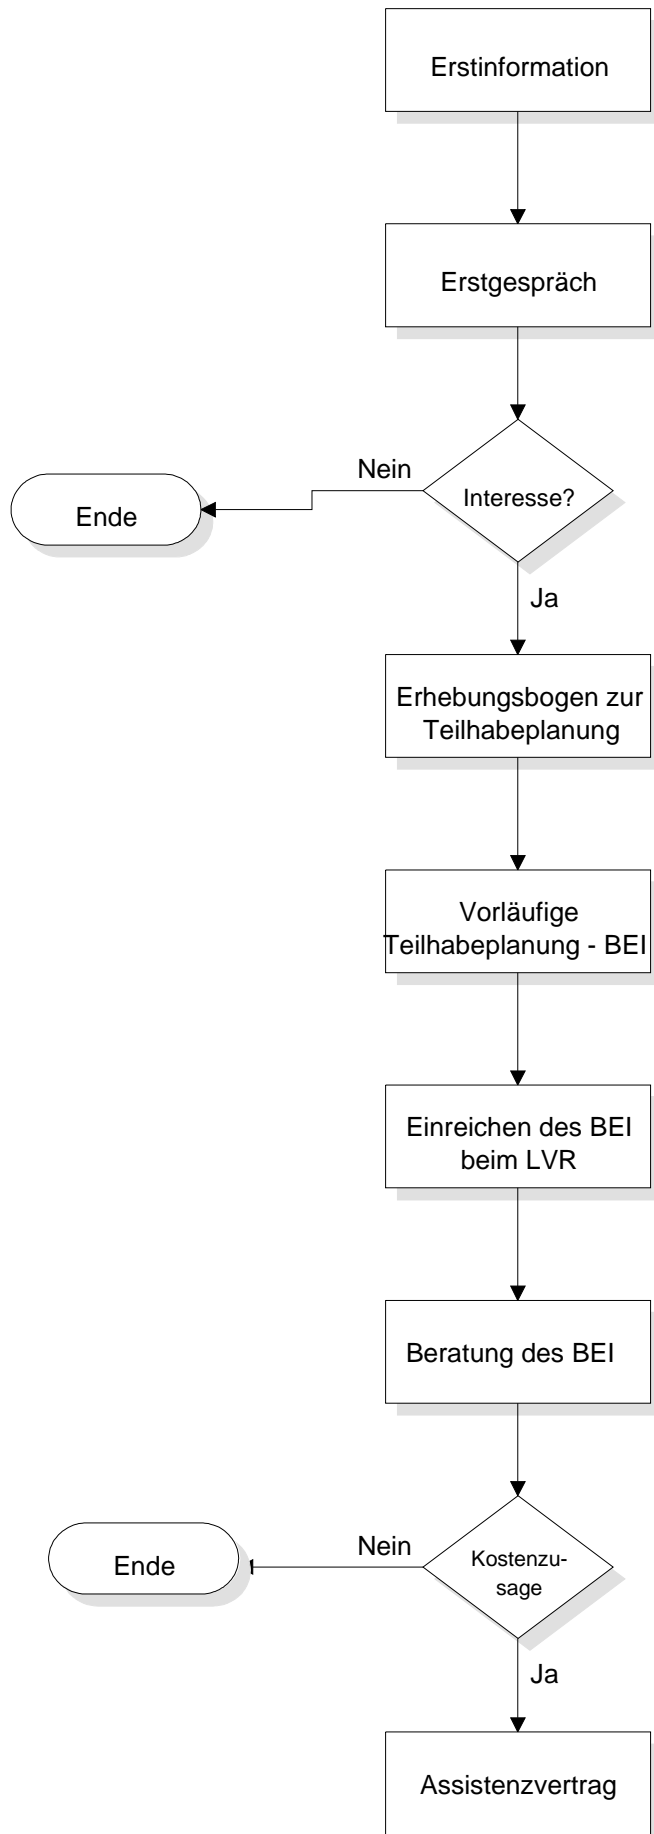 Erstinformation
Erstgespräch
Nein
Interesse?
Ende
Ja
Erhebungsbogen zur
Teilhabeplanung
Vorläufige
Teilhabeplanung - BEI
Einreichen des BEI
beim LVR
Beratung des BEI
Nein
Kostenzu-
sage
Ende
Ja
Assistenzvertrag